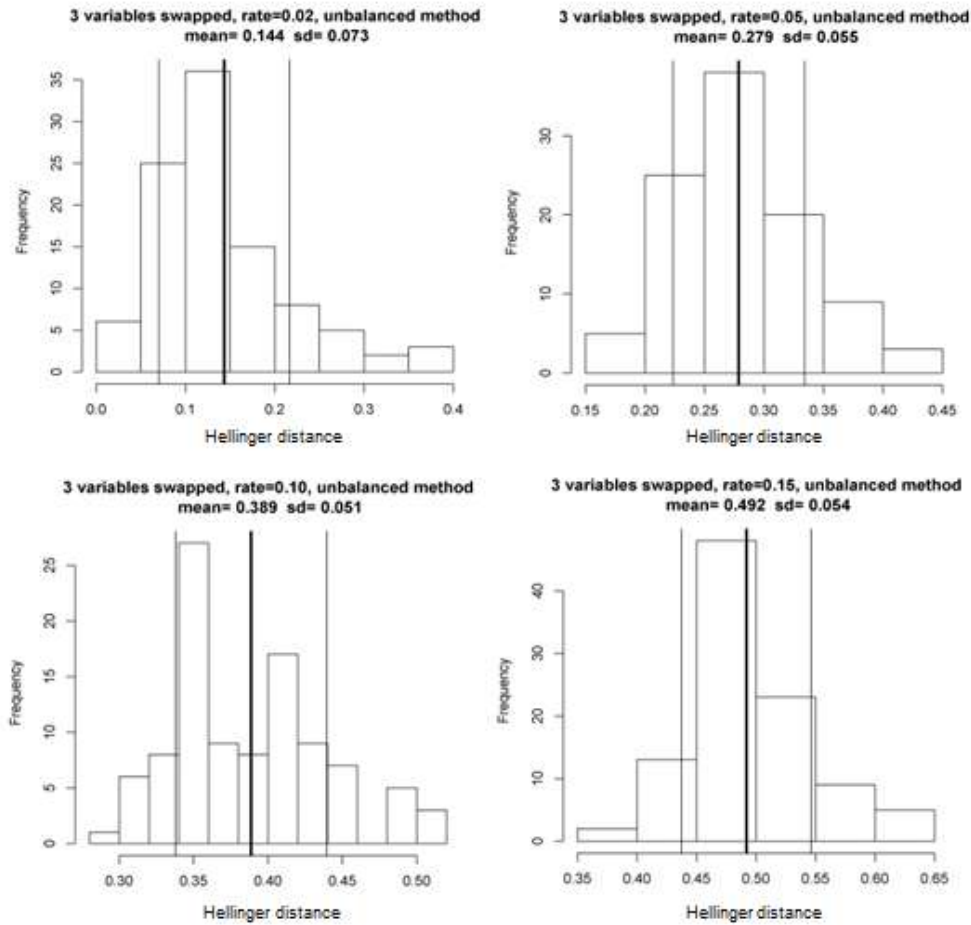 3 variables swapped, rate=0.02, unbalanced method
mean= 0.144 sd= 0.073
Frequency
0 5 10 15 20 25 30 35
0.0 0.1 0.2 0.3 0.4
Hellinger distance
3 variables swapped, rate=0.05, unbalanced method
mean= 0.279 sd= 0.055
Frequency
0 10 20 30
0.15 0.20 0.25 0.30 0.35 0.40 0.45
Hellinger distance
3 variables swapped, rate=0.10, unbalanced method
mean= 0.389 sd= 0.051
Frequency
0 5 10 15 20 25
0.30 0.35 0.40 0.45 0.50
Hellinger distance
3 variables swapped, rate=0.15, unbalanced method
mean= 0.492 sd= 0.054
Frequency
0 10 20 30 40
0.35 0.40 0.45 0.50 0.55 0.60 0.65
Hellinger distance